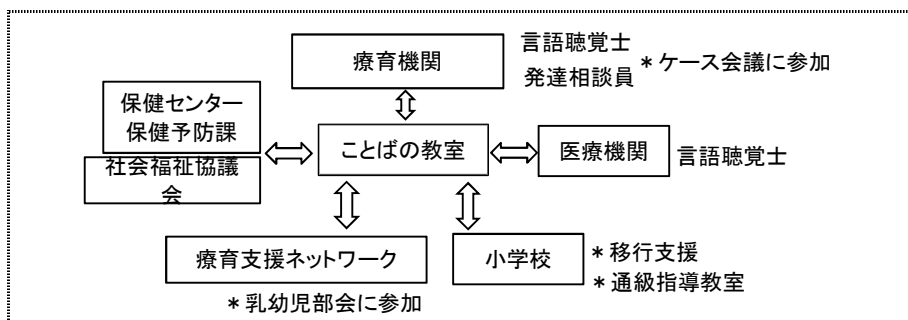 療育機関
言語聴覚士
発達相談員
*ケース会議に参加
保健センター
保健予防課
社会福祉協議
会
ことばの教室
医療機関
言語聴覚士
療育支援ネットワーク
*乳幼児部会に参加
小学校
*移行支援
*通級指導教室